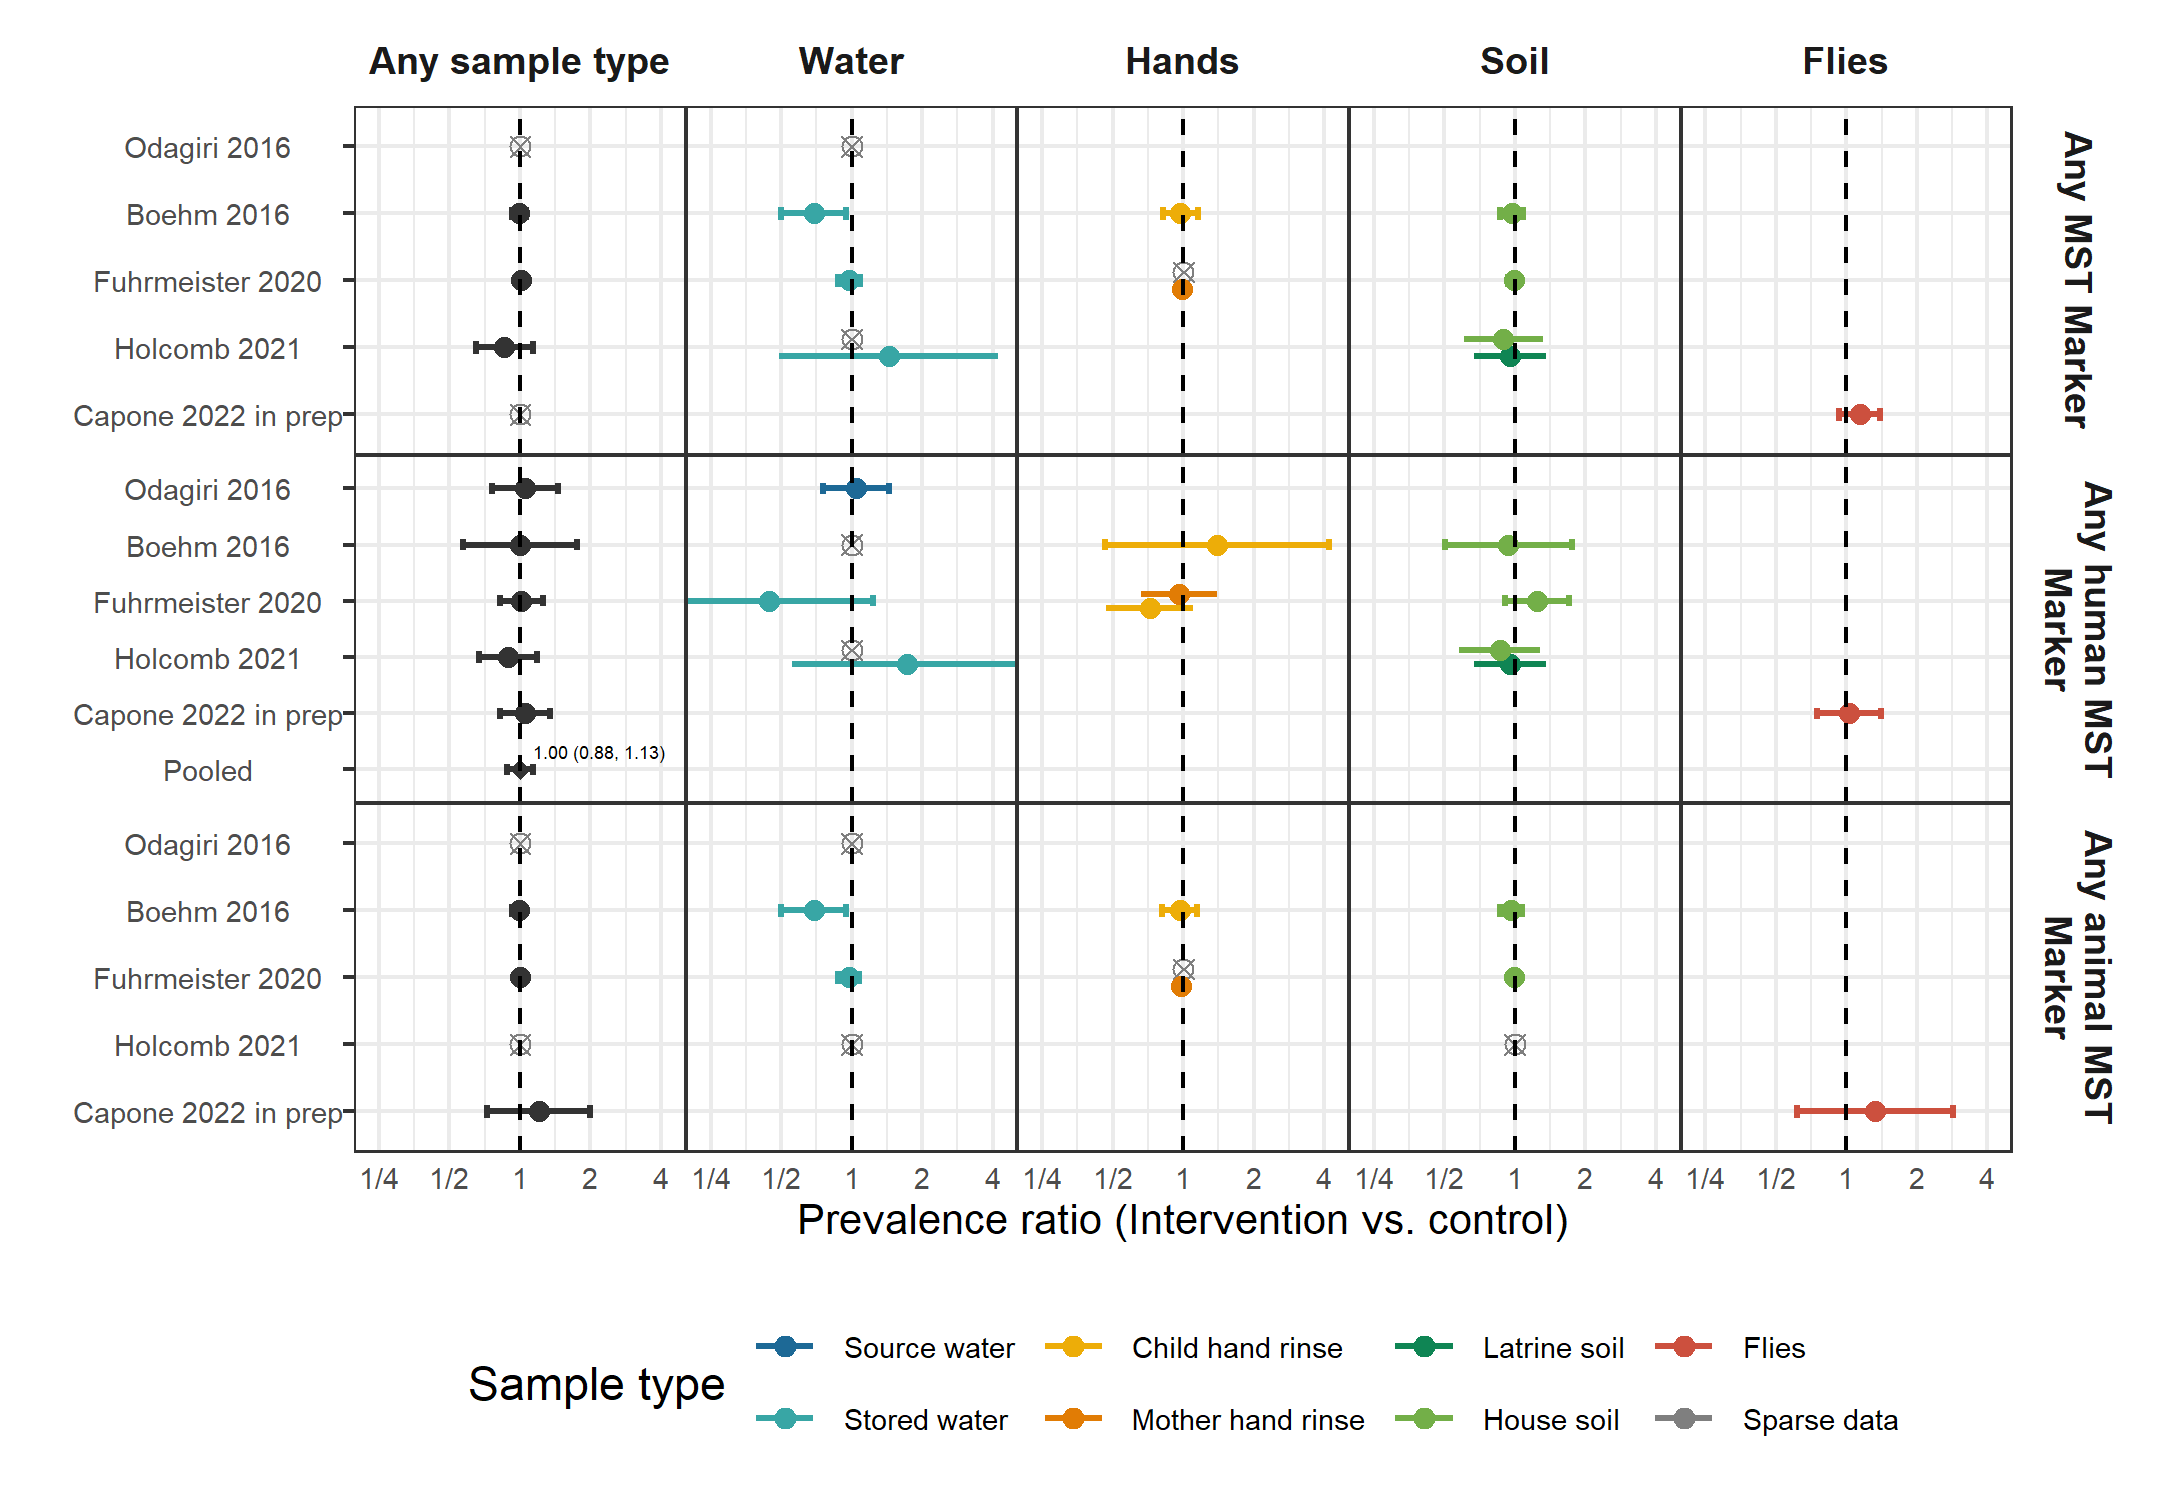 Any sample type Water Hands Soil Flies
Odagiri 2016
Boehm 2016
Fuhrmeister 2020
Holcomb 2021
Capone 2022 in prep
Any MST Marker
Odagiri 2016
Boehm 2016
Fuhrmeister 2020
Holcomb 2021
Capone 2022 in prep
Pooled
1.00 (0.88, 1.13)
Any human MST
Marker
Odagiri 2016
Boehm 2016
Fuhrmeister 2020
Holcomb 2021
Capone 2022 in prep
Any animal MST
Marker
1/4 1/2 1 2 4 1/4 1/2 1 2 4 1/4 1/2 1 2 4 1/4 1/2 1 2 4 1/4 1/2 1 2 4
Prevalence ratio (Intervention vs. control)
Sample type
Source water Child hand rinse Latrine soil Flies
Stored water Mother hand rinse House soil Sparse data